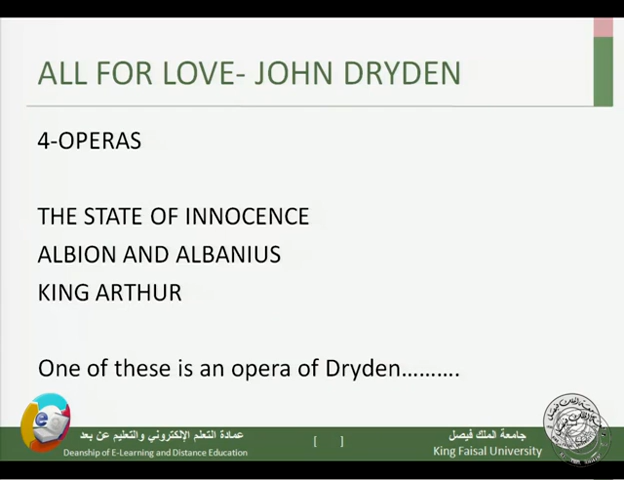 ALL FOR LOVE- JOHN DRYDEN
4-OPERAS
THE STATE OF INNOCENCE
ALBION AND ALBANIUS
KING ARTHUR
One of these is an opera of Dryden……….
عمادة التعلم الإلكتروني والتعليم عن بعد
Deanship of E-Learning and Distance Education
[ ]
جامعة الملك فيصل
King Faisal University